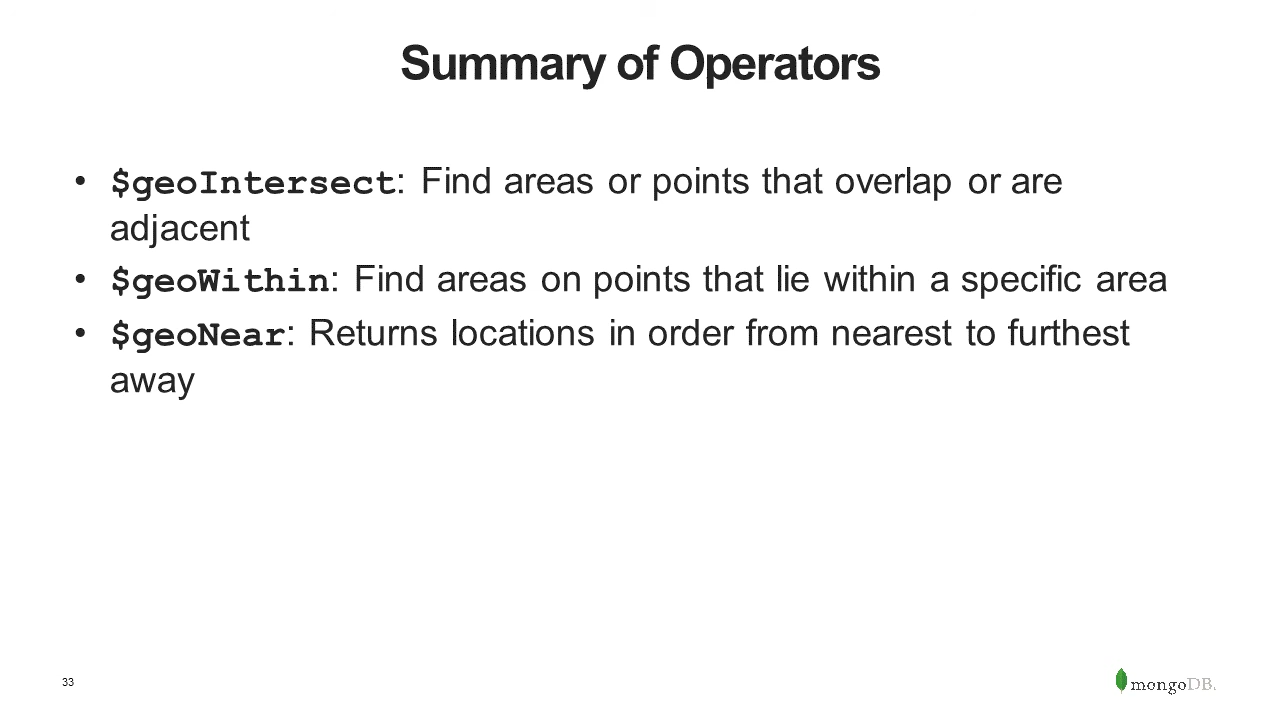 Summary of Operators
• $geoIntersect: Find areas or points that overlap or are
adjacent
• $geoWithin: Find areas on points that lie within a specific area
• $geoNear: Returns locations in order from nearest to furthest
away
33
mongoDB.